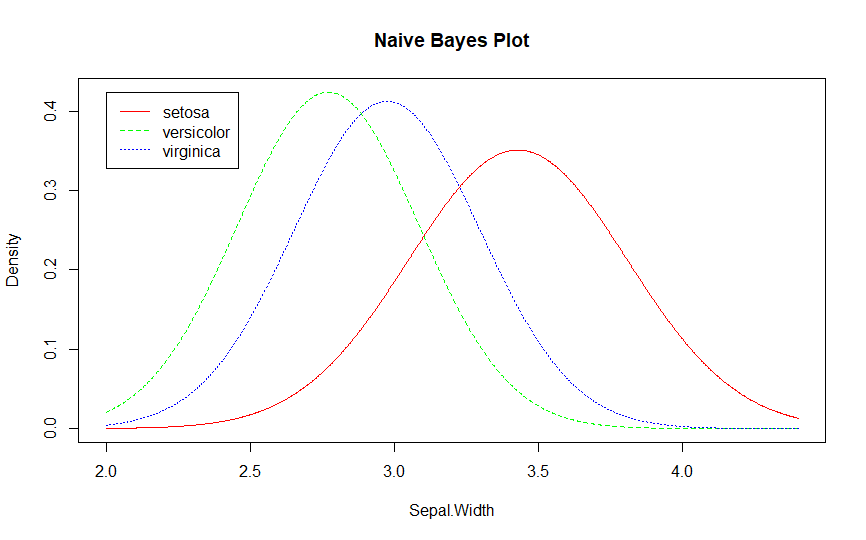 Naive Bayes Plot
setosa
versicolor
virginica
Density
0.0
0.1
0.2
0.3
0.4
2.0 2.5 3.0 3.5 4.0
Sepal.Width